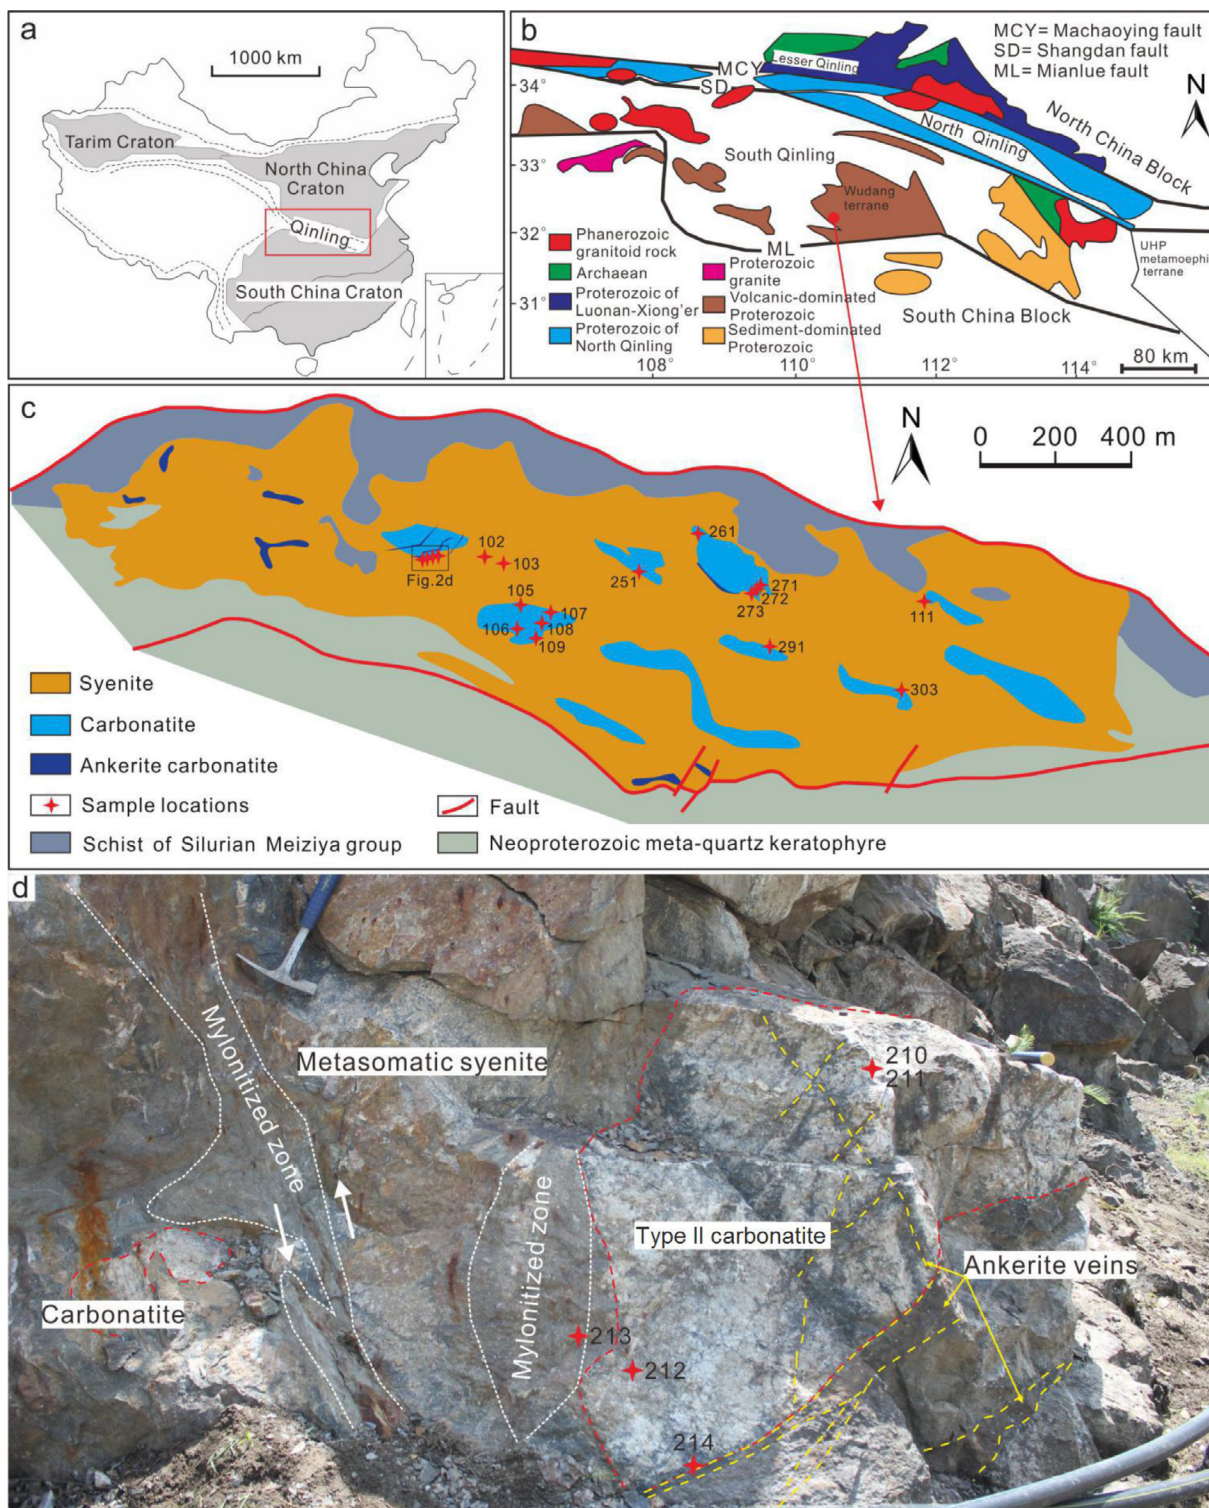 a
1000 km
Tarim Craton
North China
Craton
Qinling
South China Craton
b
MCY= Machaoying fault
SD= Shangdan fault
ML= Mianlue fault
N
Lesser Qinling
MCY
SD
34°
33°
32°
31°
North Qinling
North China Block
South Qinling
Wudang
terrane
ML
UHP
metamoephi
terrane
South China Block
Phanerozoic
granitoid rock
Archaean
Proterozoic of
Luonan-Xiong'er
Proterozoic of
North Qinling
Proterozoic
granite
Volcanic-dominated
Proterozoic
Sediment-dominated
Proterozoic
108°
110°
112°
114°
80 km
c
N
0
200
400 m
261
102
103
Fig.2d
251
271
272
273
111
105
107
106
108
109
291
303
Syenite
Carbonatite
Ankerite carbonatite
Sample locations
Fault
Schist of Silurian Meiziya group
Neoproterozoic meta-quartz keratophyre
d
Mylonitized zone
Metasomatic syenite
210
211
Mylonitized zone
Type II carbonatite
Ankerite veins
Carbonatite
213
212
214